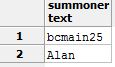 summoner
text
1 bcmain25
2 Alan